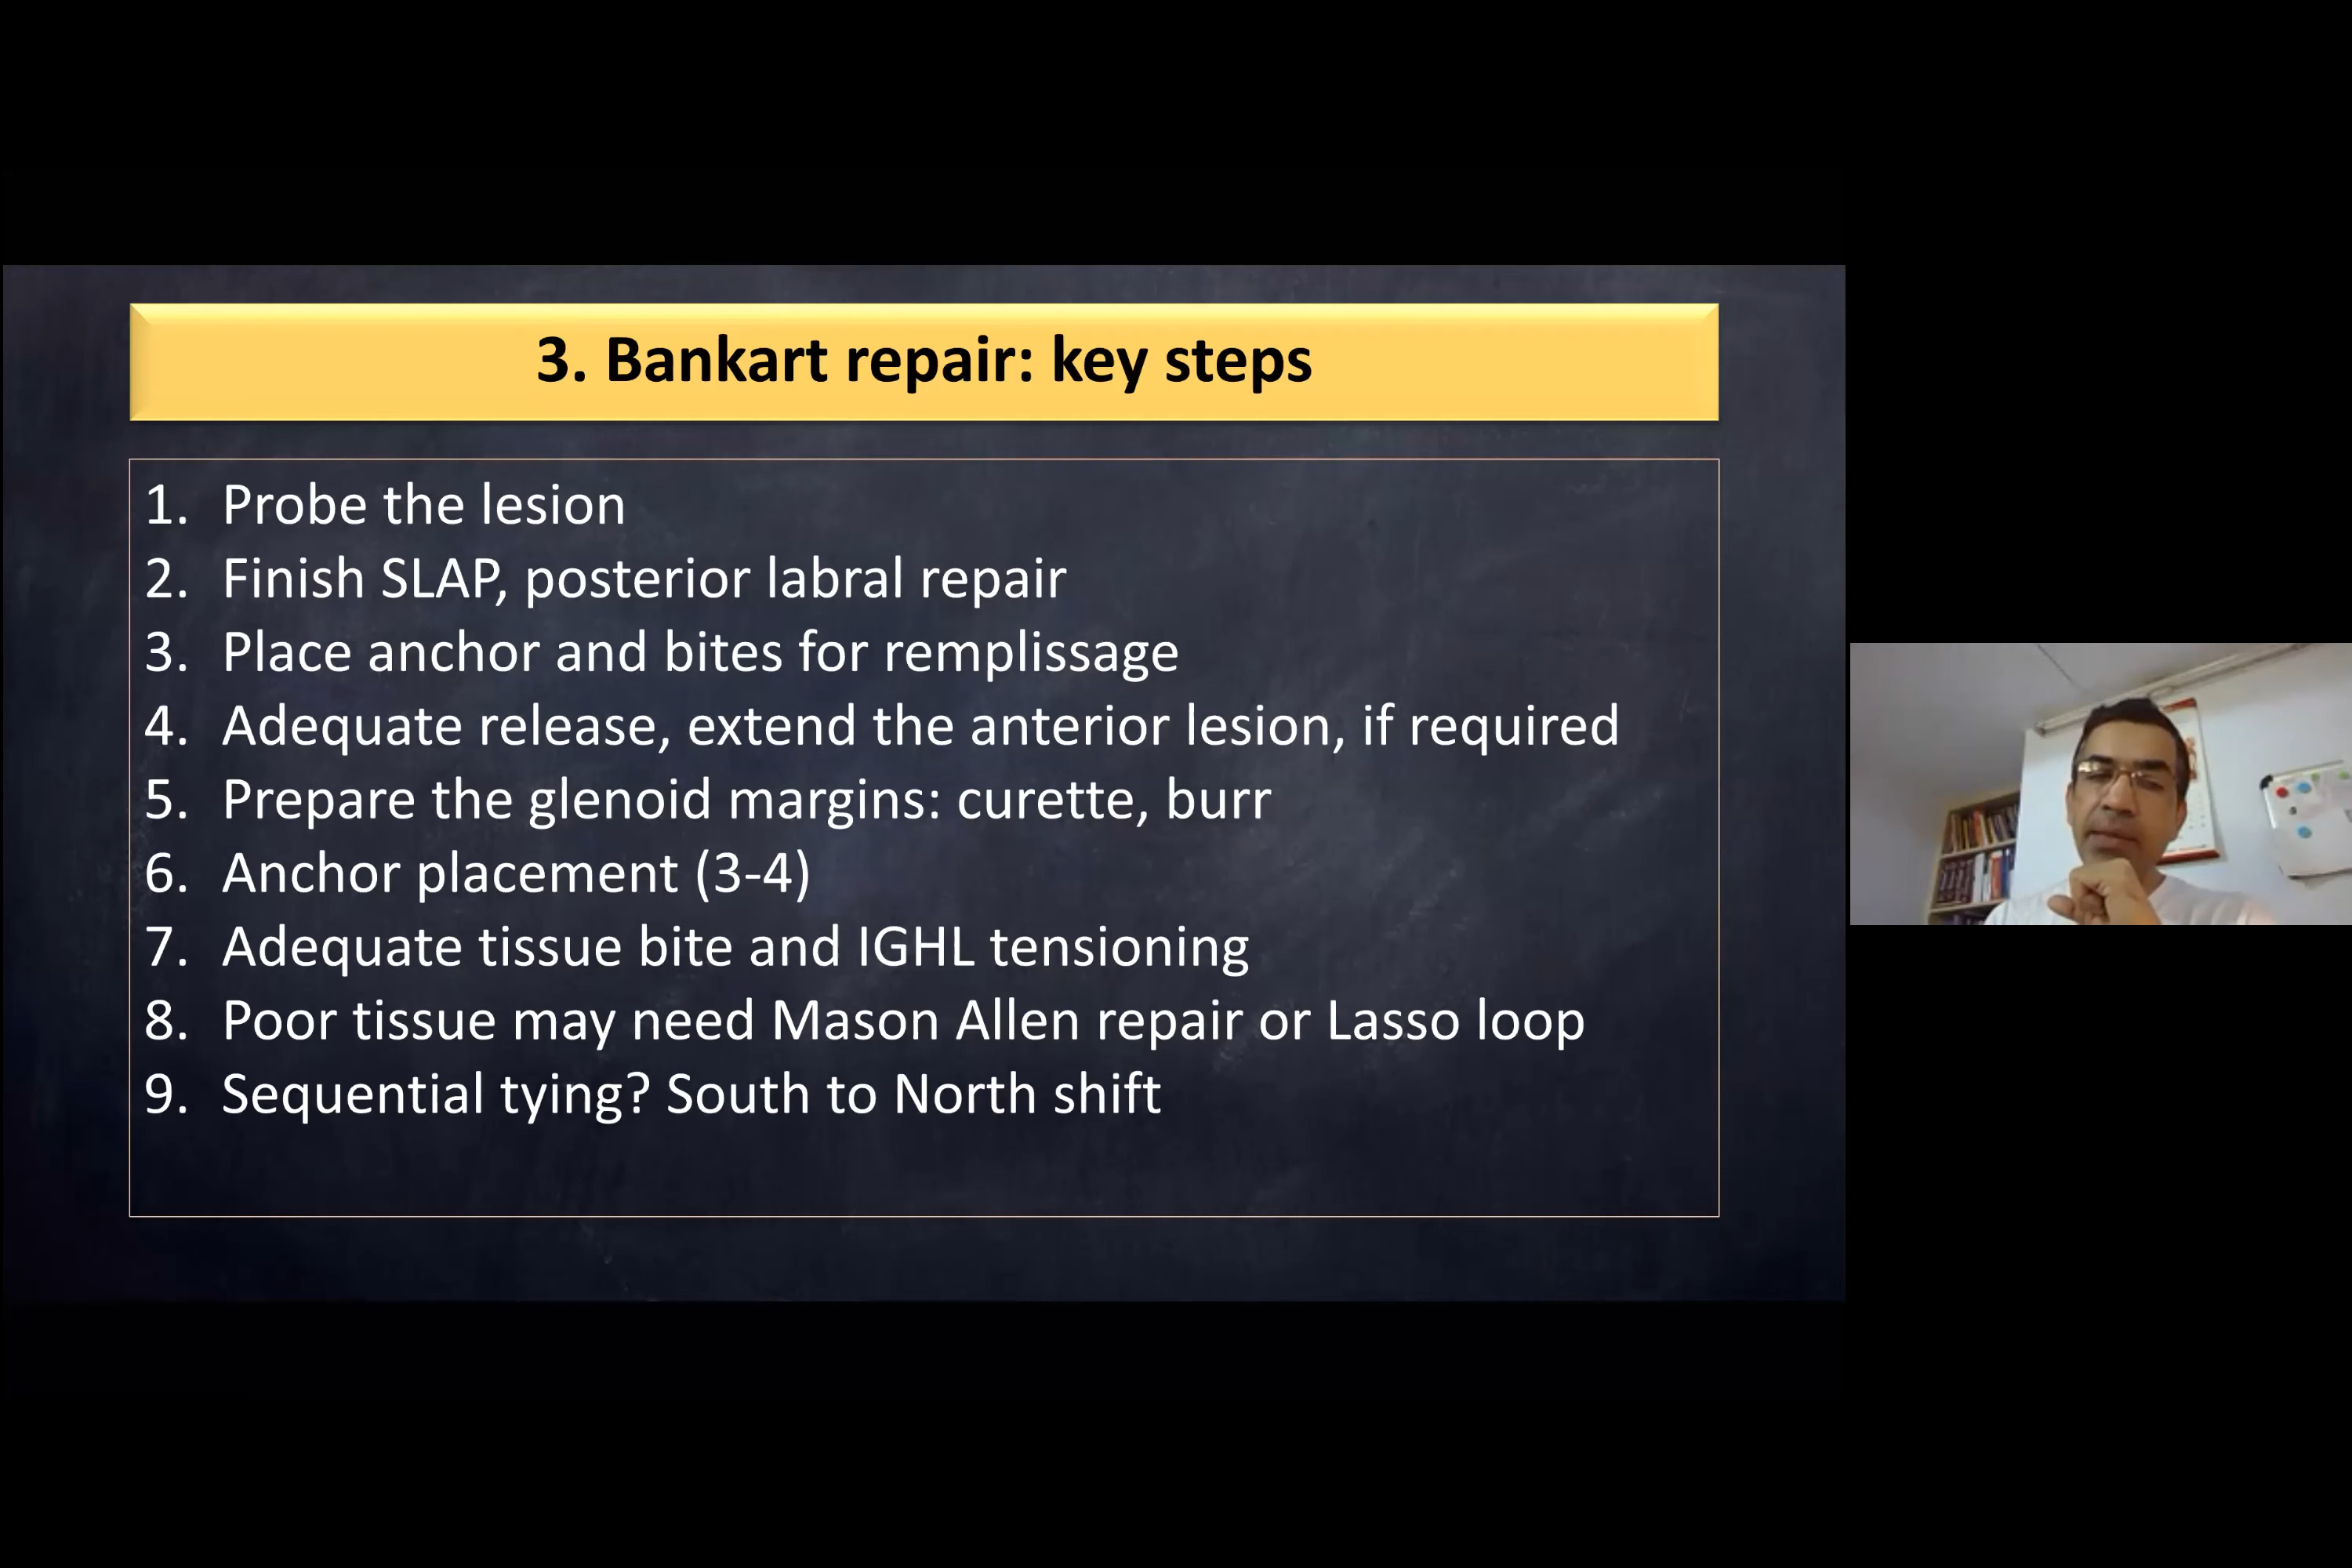 3. Bankart repair: key steps
1. Probe the lesion
2. Finish SLAP, posterior labral repair
3. Place anchor and bites for remplissage
4. Adequate release, extend the anterior lesion, if required
5. Prepare the glenoid margins: curette, burr
6. Anchor placement (3-4)
7. Adequate tissue bite and IGHL tensioning
8. Poor tissue may need Mason Allen repair or Lasso loop
9. Sequential tying? South to North shift